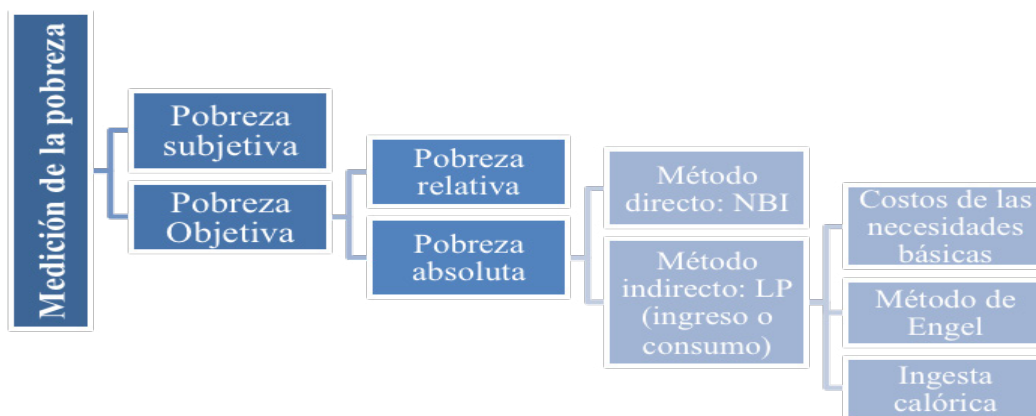 Medición de la pobreza
Pobreza
subjetiva
Pobreza
Objetiva
Pobreza
relativa
Pobreza
absoluta
Método
directo: NBI
Método
indirecto: LP
(ingreso o
consumo)
Costos de las
necesidades
básicas
Método de
Engel
Ingesta
calórica